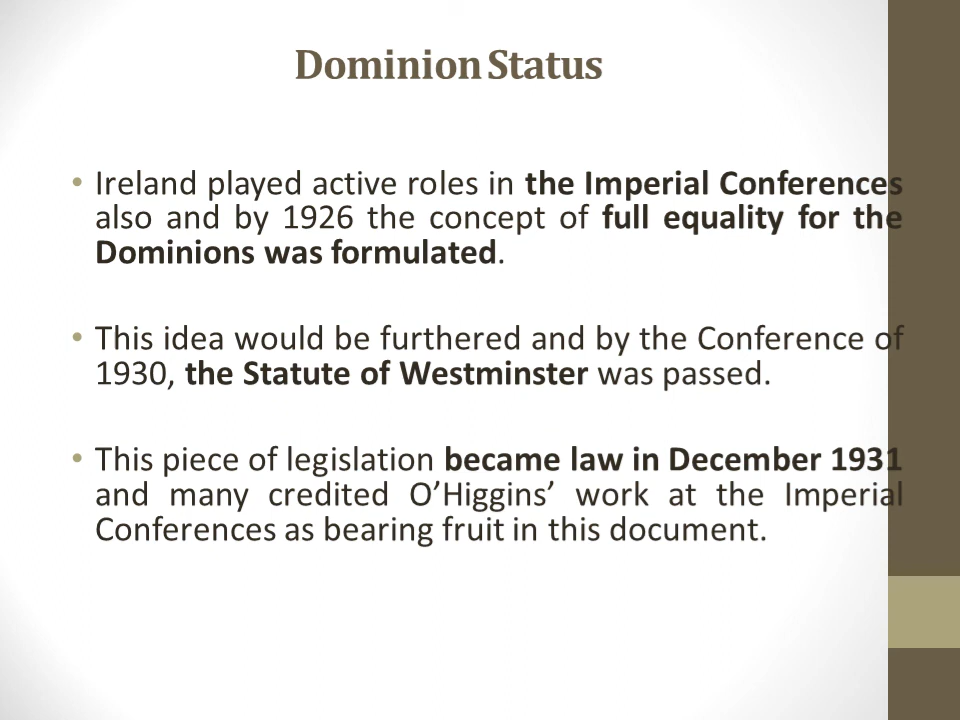 Dominion Status
• Ireland played active roles in the Imperial Conferences
also and by 1926 the concept of full equality for the
Dominions was formulated.
• This idea would be furthered and by the Conference of
1930, the Statute of Westminster was passed.
• This piece of legislation became law in December 1931
and many credited O’Higgins’ work at the Imperial
Conferences as bearing fruit in this document.